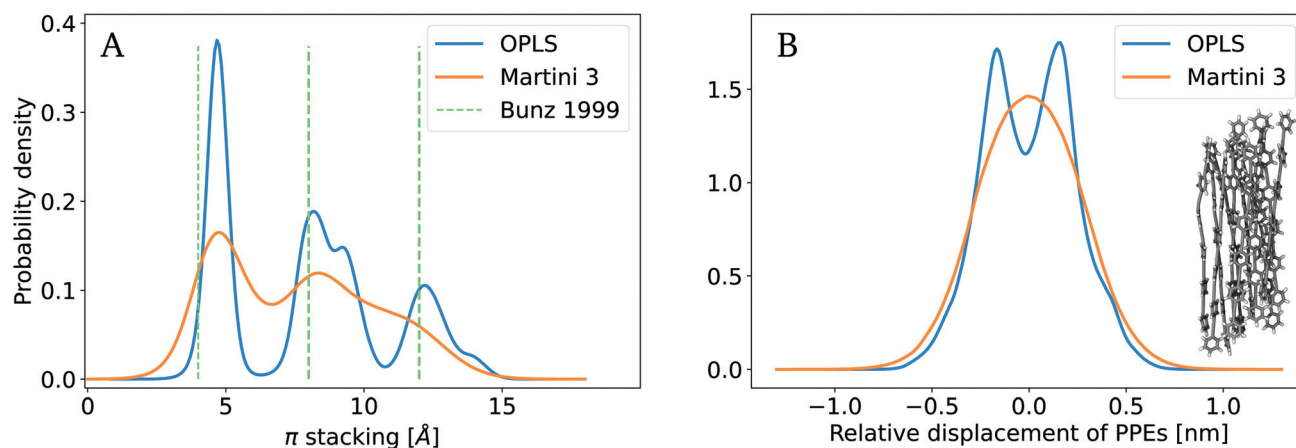 A
OPLS
Martini 3
Bunz 1999
Probability density
0.4
0.3
0.2
0.1
0.0
0
5
10
15
π stacking [Å]
B
OPLS
Martini 3
1.5
1.0
0.5
0.0
−1.0
−0.5
0.0
0.5
1.0
Relative displacement of PPEs [nm]